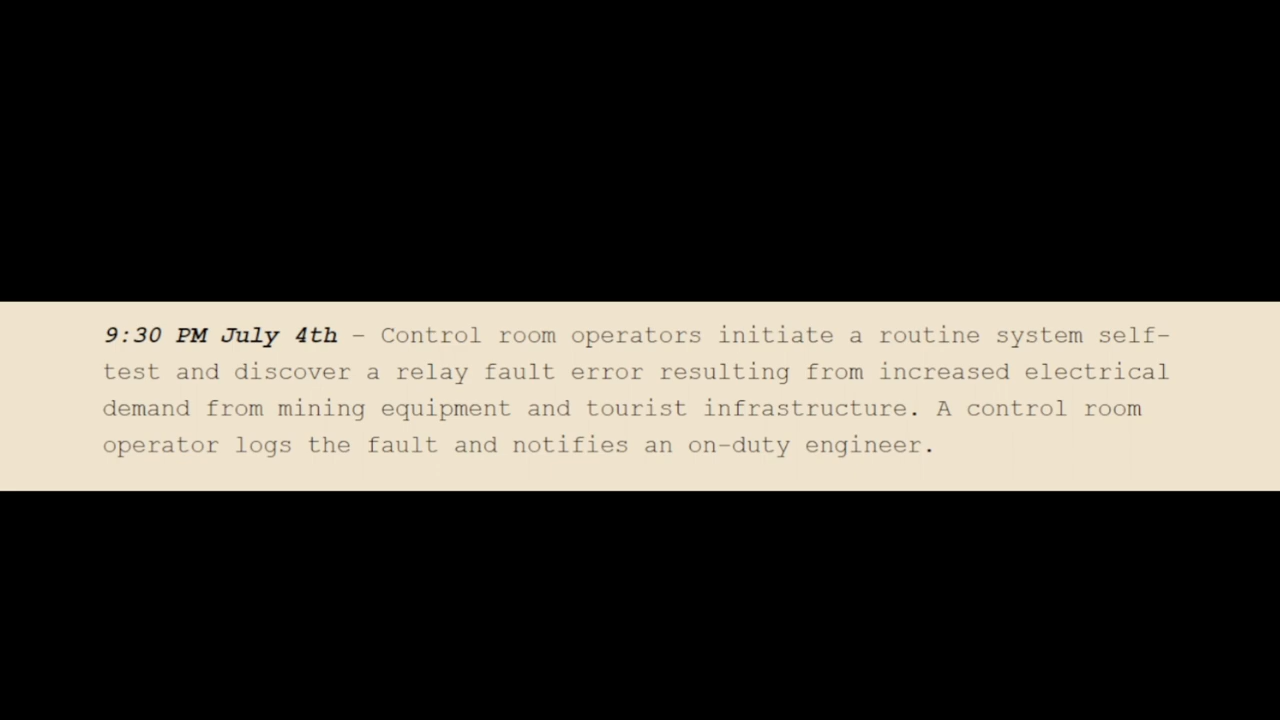 9:30 PM July 4th – Control room operators initiate a routine system self-
test and discover a relay fault error resulting from increased electrical
demand from mining equipment and tourist infrastructure. A control room
operator logs the fault and notifies an on-duty engineer.